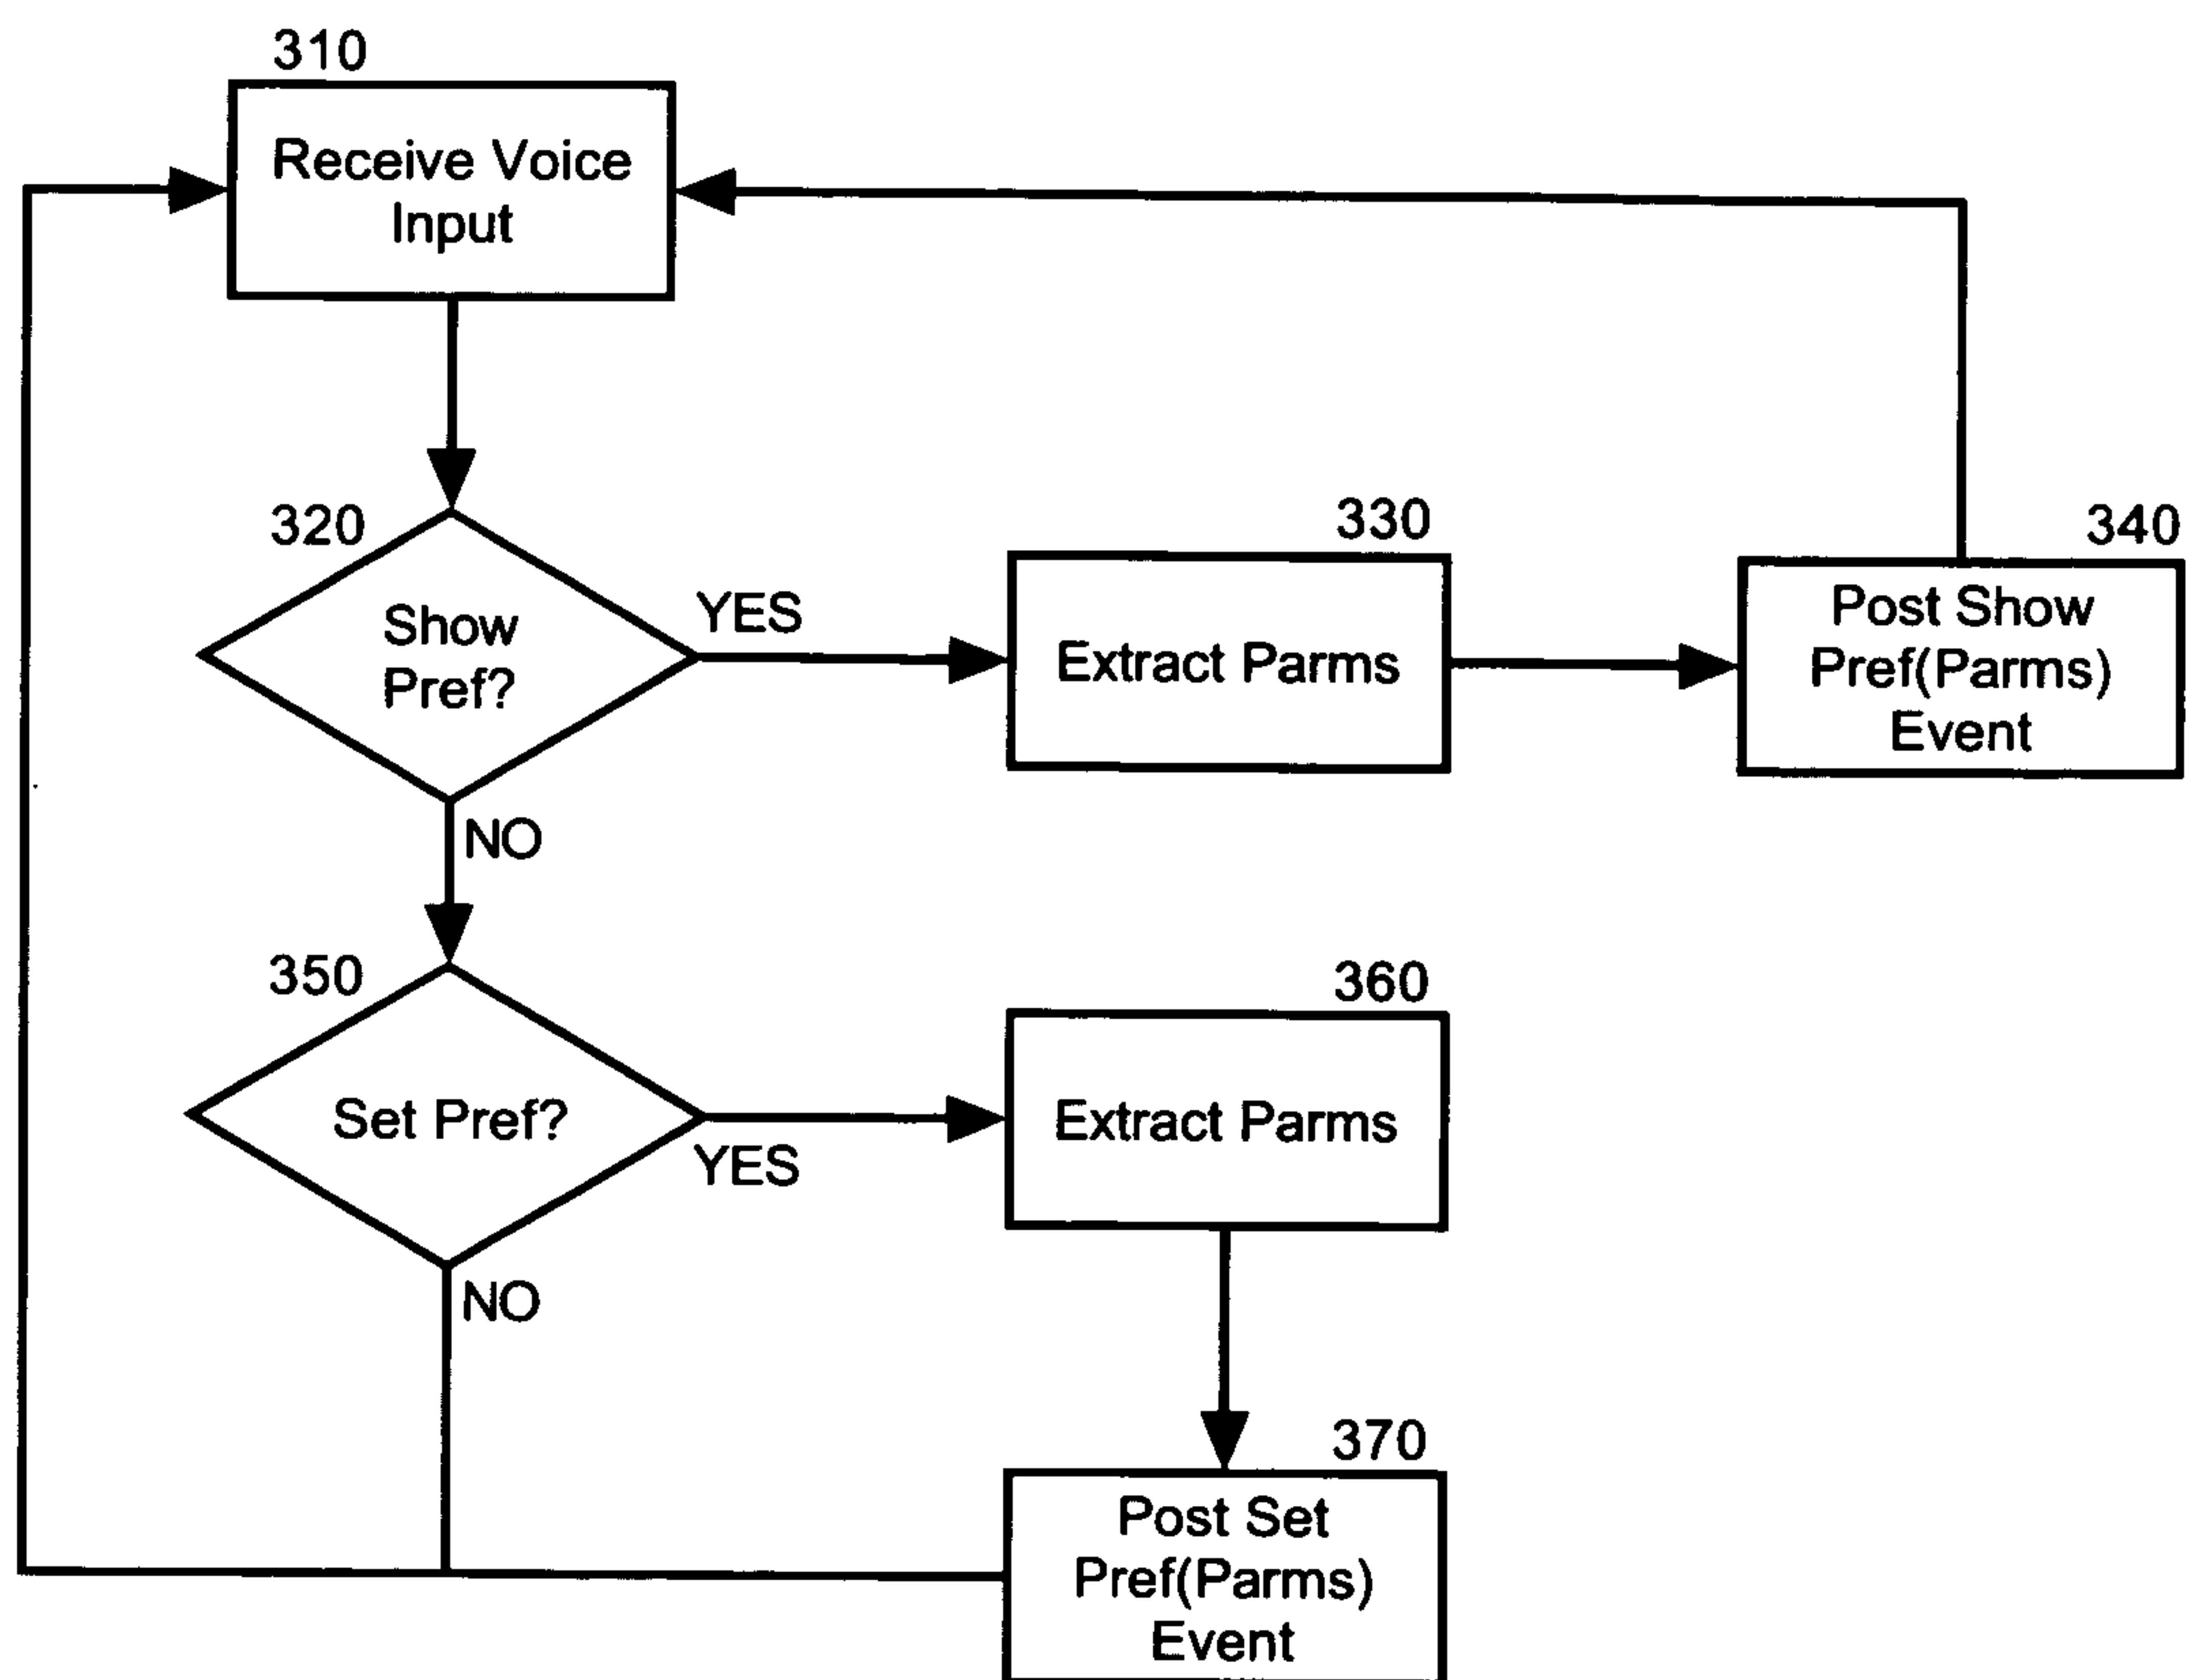 310
Receive Voice
Input
320
Show
Pref?
YES
330
Extract Parms
340
Post Show
Pref(Parms)
Event
NO
350
Set Pref?
YES
360
Extract Parms
NO
370
Post Set
Pref(Parms)
Event